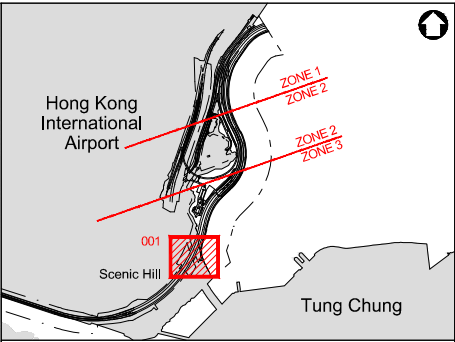 ZONE 1
ZONE 2
Hong Kong
International
Airport
ZONE 2
ZONE 3
001
Scenic Hill
Tung Chung